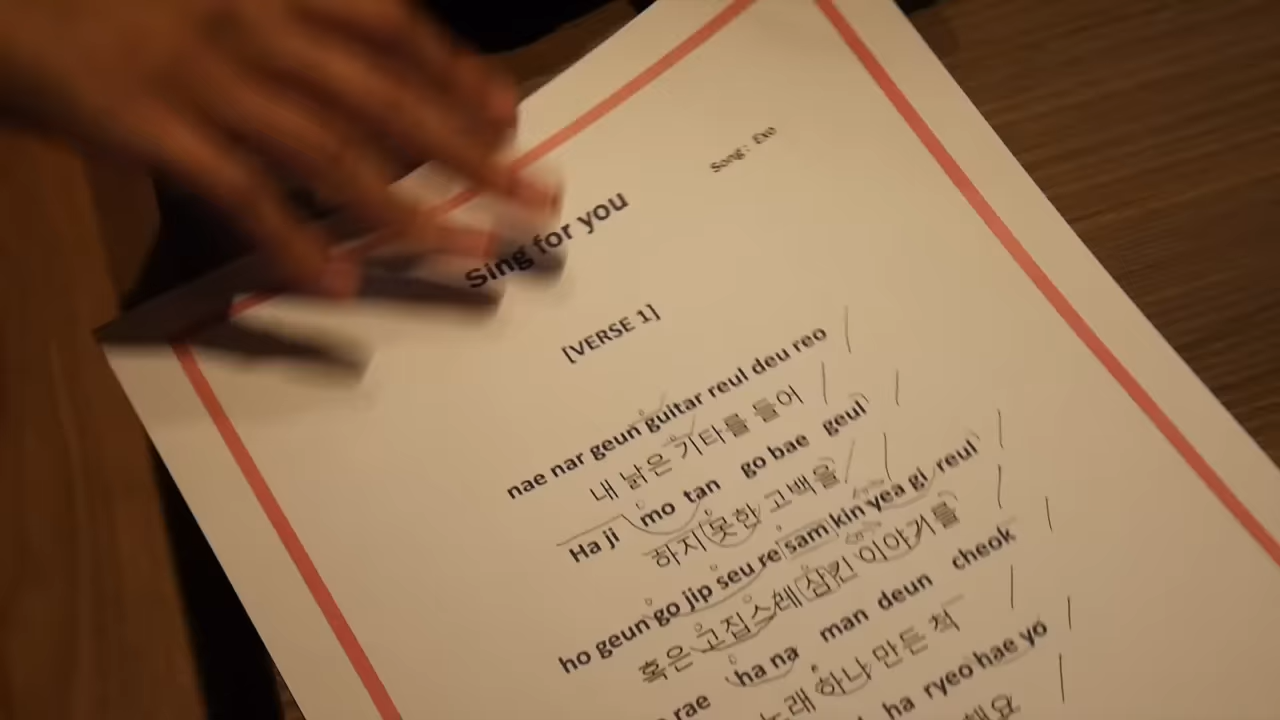 Song : Exo
Sing for you
[VERSE 1]
nae nar geun guitar reul deu reo
내 낡은 기타를 들어
Ha ji mo tan go bae geul
하지 못한 고백을
ho geun go jip seu re sam kin yea gi reul
혹은 고집스레 삼킨 이야기를
rae ha na man deun cheok
노래 하나 만든 척
ha ryeo hae yo
해요